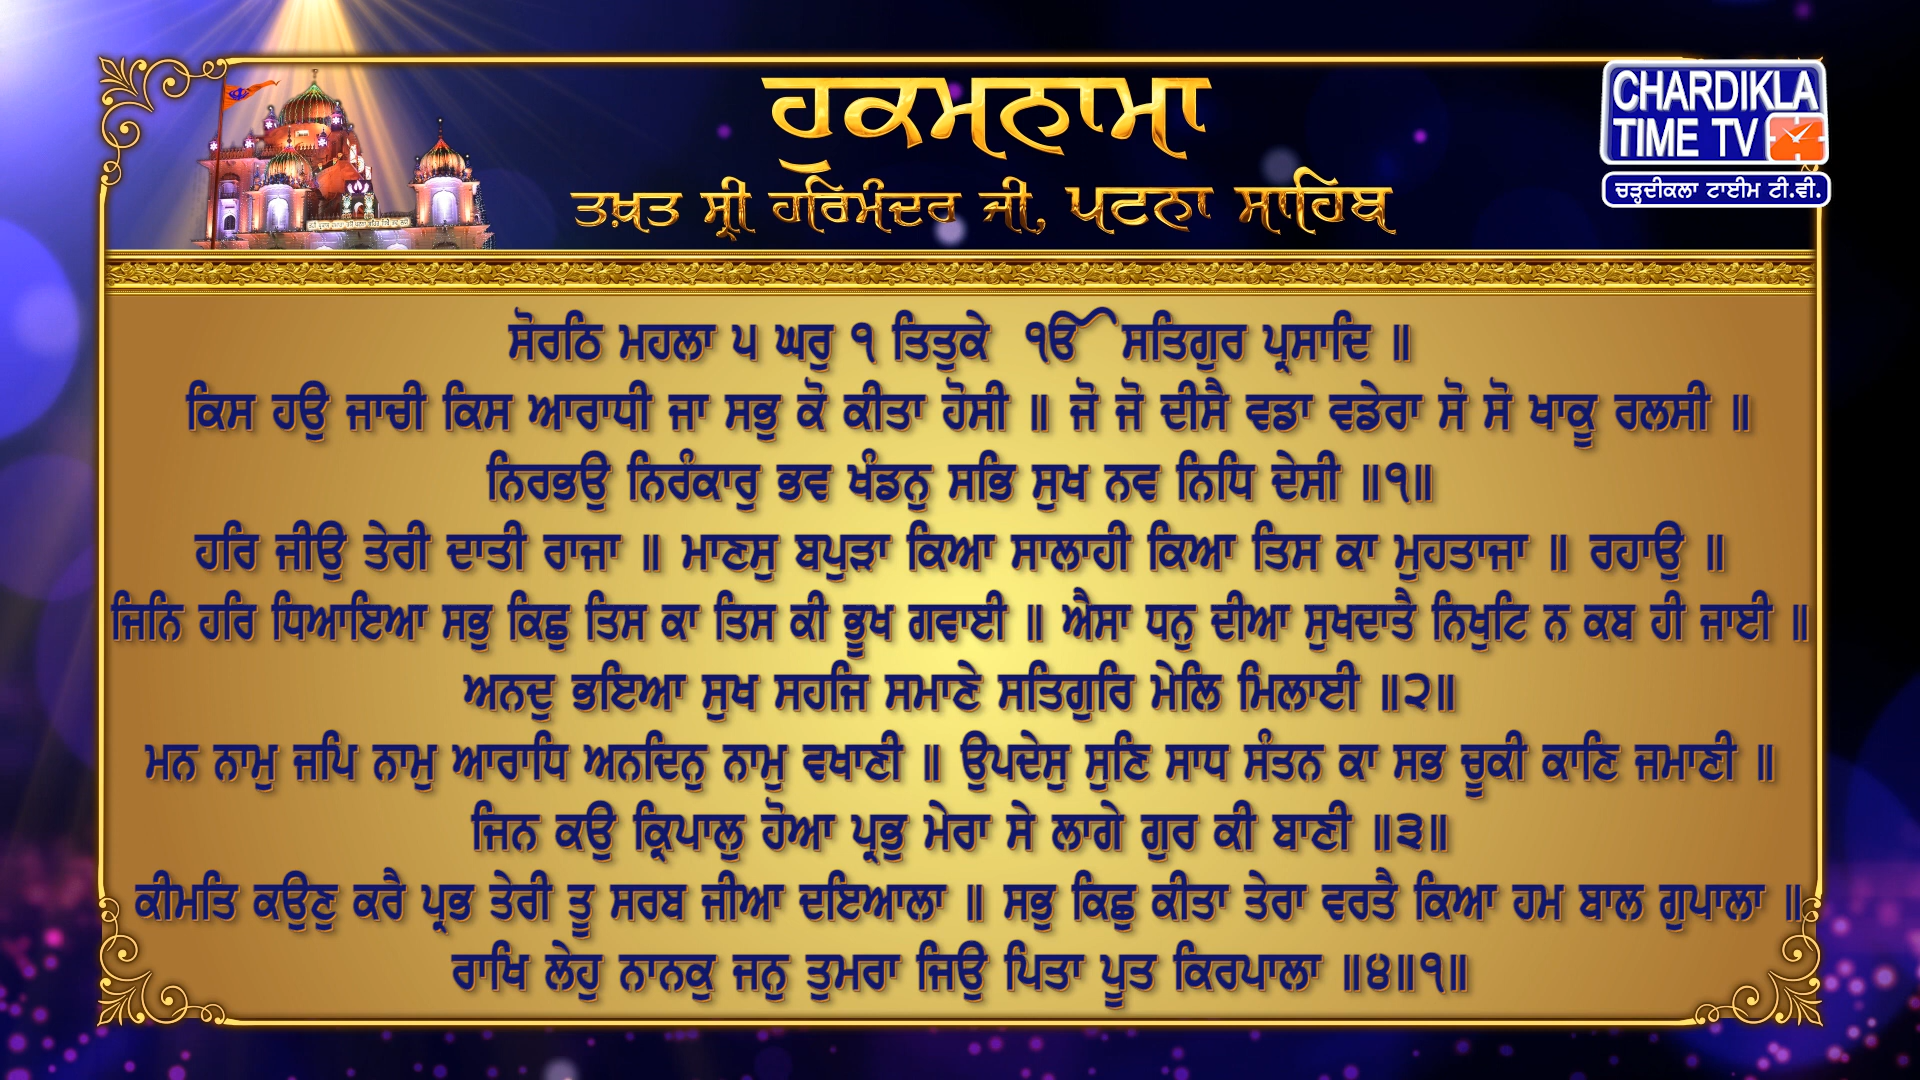 ਹੁਕਮਨਾਮਾ
ਤਖ਼ਤ ਸ੍ਰੀ ਹਰਿਮੰਦਰ ਜੀ, ਪਟਨਾ ਸਾਹਿਬ
CHARDIKLA
TIME TV
ਚੜ੍ਹਦੀਕਲਾ ਟਾਈਮ ਟੀ.ਵੀ.
ਸੋਰਠਿ ਮਹਲਾ ੫ ਘਰੁ ੧ ਤਿਤੁਕੇ ੴ ਸਤਿਗੁਰ ਪ੍ਰਸਾਦਿ ॥
ਕਿਸ ਹਉ ਜਾਚੀ ਕਿਸ ਆਰਾਧੀ ਜਾ ਸਭੁ ਕੋ ਕੀਤਾ ਹੋਸੀ ॥ ਜੋ ਜੋ ਦੀਸੈ ਵਡਾ ਵਡੇਰਾ ਸੋ ਸੋ ਖਾਕੂ ਰਲਸੀ ॥
ਨਿਰਭਉ ਨਿਰੰਕਾਰੁ ਭਵ ਖੰਡਨੁ ਸਭਿ ਸੁਖ ਨਵ ਨਿਧਿ ਦੇਸੀ ॥੧॥
ਹਰਿ ਜੀਉ ਤੇਰੀ ਦਾਤੀ ਰਾਜਾ ॥ ਮਾਣਸੁ ਬਪੁੜਾ ਕਿਆ ਸਾਲਾਹੀ ਕਿਆ ਤਿਸ ਕਾ ਮੁਹਤਾਜਾ ॥ ਰਹਾਉ ॥
ਜਿਨਿ ਹਰਿ ਧਿਆਇਆ ਸਭੁ ਕਿਛੁ ਤਿਸ ਕਾ ਤਿਸ ਕੀ ਭੂਖ ਗਵਾਈ ॥ ਐਸਾ ਧਨੁ ਦੀਆ ਸੁਖਦਾਤੈ ਨਿਖੁਟਿ ਨ ਕਬ ਹੀ ਜਾਈ ॥
ਅਨਦੁ ਭਇਆ ਸੁਖ ਸਹਜਿ ਸਮਾਣੇ ਸਤਿਗੁਰਿ ਮੇਲਿ ਮਿਲਾਈ ॥੨॥
ਮਨ ਨਾਮੁ ਜਪਿ ਨਾਮੁ ਆਰਾਧਿ ਅਨਦਿਨੁ ਨਾਮੁ ਵਖਾਣੀ ॥ ਉਪਦੇਸੁ ਸੁਣਿ ਸਾਧ ਸੰਤਨ ਕਾ ਸਭ ਚੂਕੀ ਕਾਣਿ ਜਮਾਣੀ ॥
ਜਿਨ ਕਉ ਕ੍ਰਿਪਾਲੁ ਹੋਆ ਪ੍ਰਭੁ ਮੇਰਾ ਸੇ ਲਾਗੇ ਗੁਰ ਕੀ ਬਾਣੀ ॥੩॥
ਕੀਮਤਿ ਕਉਣੁ ਕਰੈ ਪ੍ਰਭ ਤੇਰੀ ਤੂ ਸਰਬ ਜੀਆ ਦਇਆਲਾ ॥ ਸਭੁ ਕਿਛੁ ਕੀਤਾ ਤੇਰਾ ਵਰਤੈ ਕਿਆ ਹਮ ਬਾਲ ਗੁਪਾਲਾ ॥
ਰਾਖਿ ਲੇਹੁ ਨਾਨਕੁ ਜਨੁ ਤੁਮਰਾ ਜਿਉ ਪਿਤਾ ਪੂਤ ਕਿਰਪਾਲਾ ॥੪॥੧॥